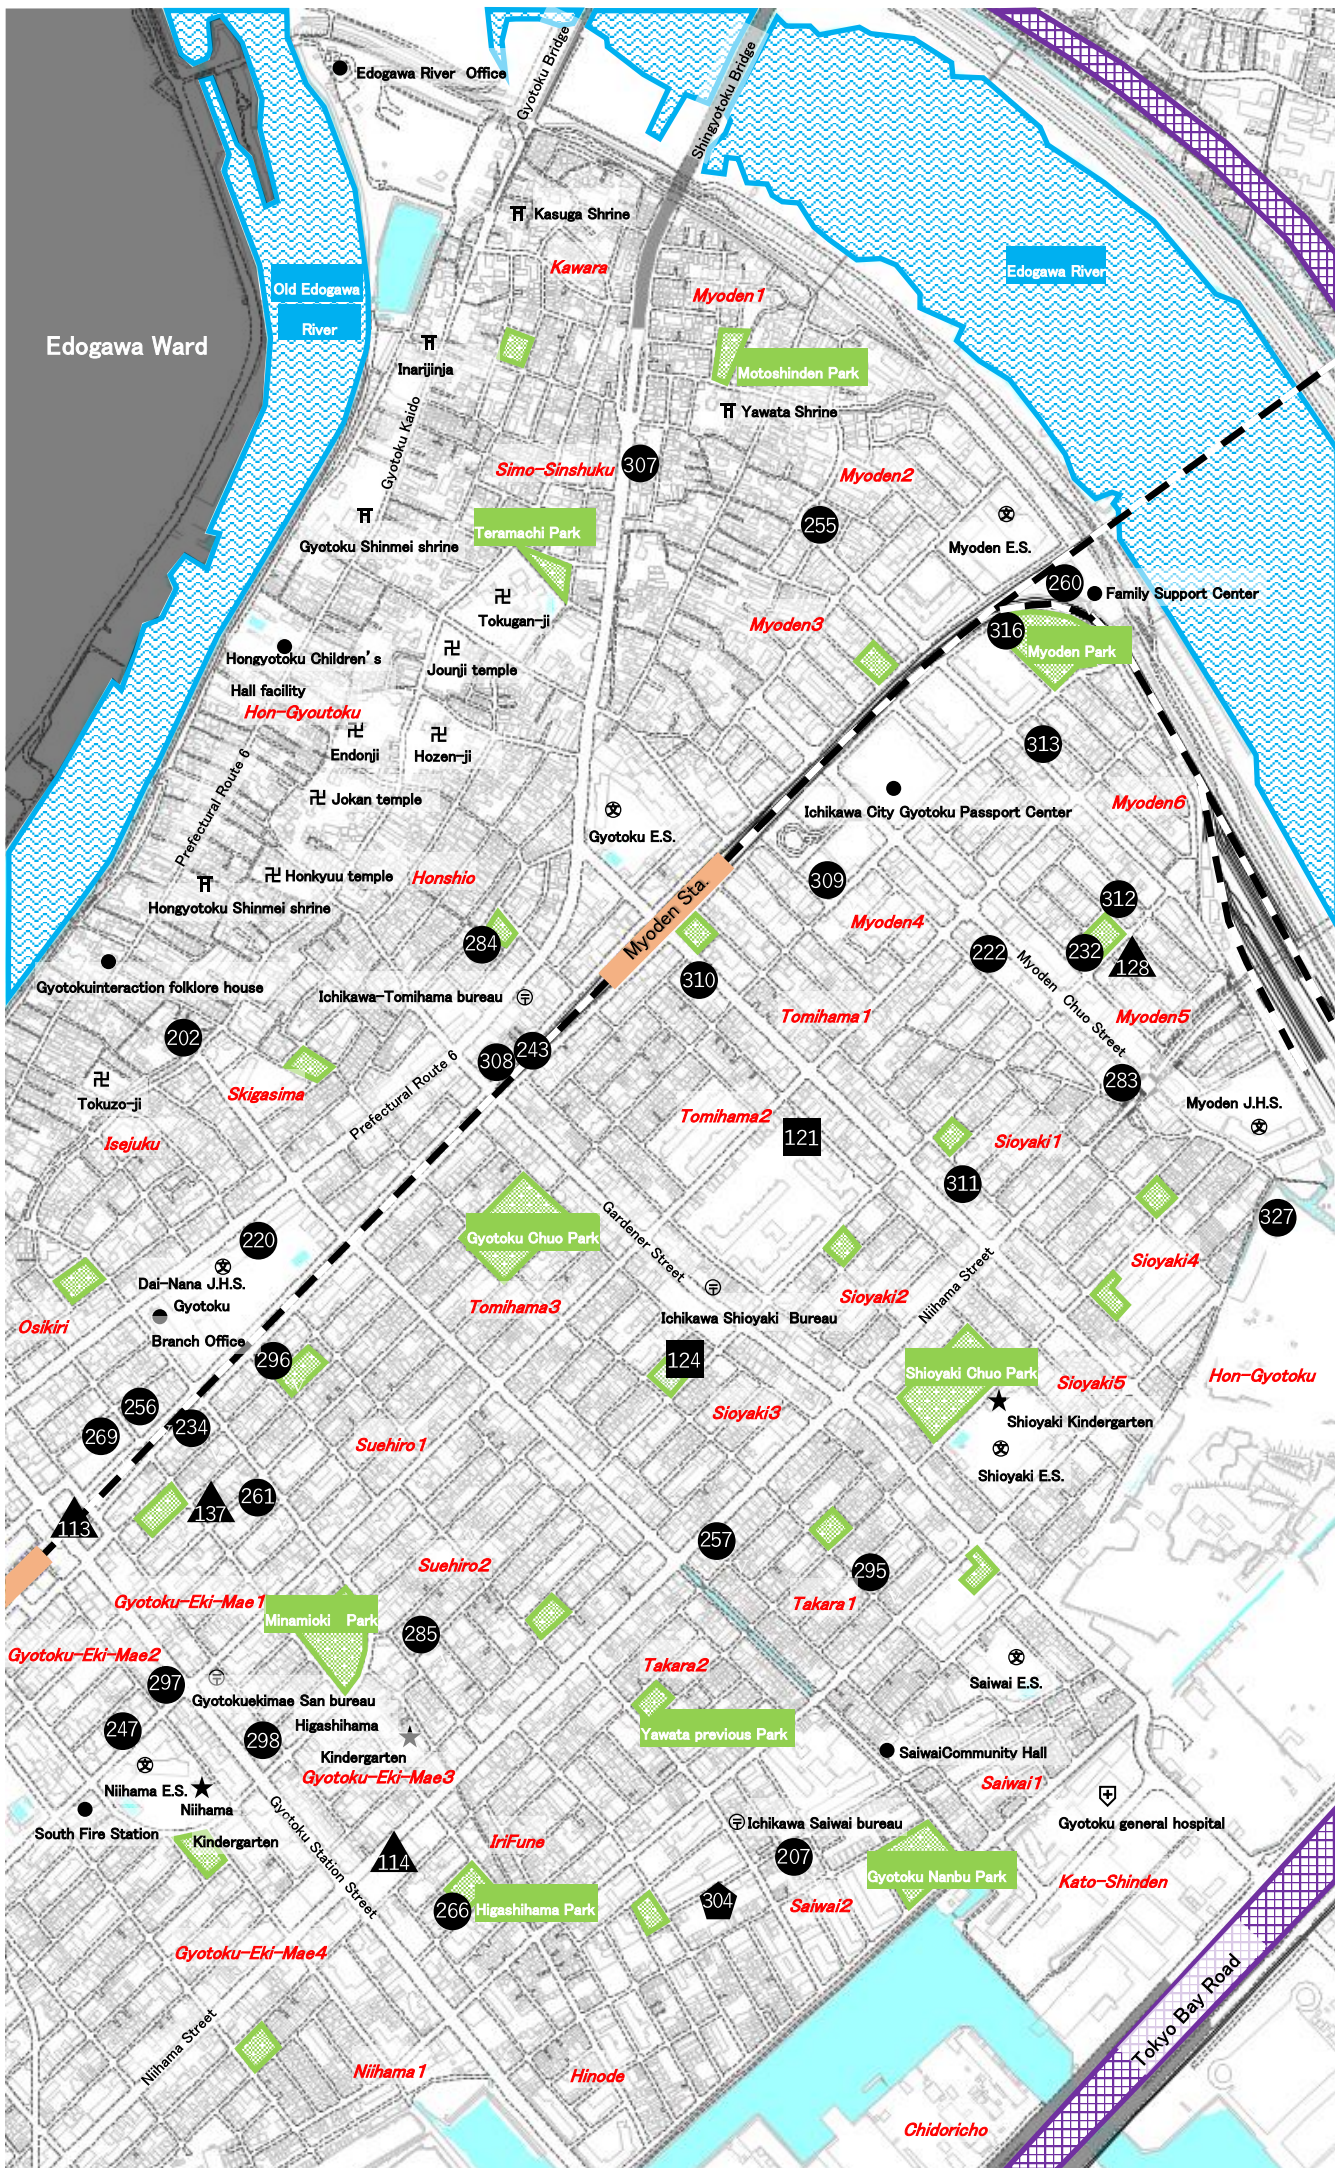 Gyotoku Bridge
Shingyotoku Bridge
Edogawa River Office
Kasuga Shrine
Kawara
Edogawa River
Old Edogawa
River
Myoden1
Edogawa Ward
Inarijinja
Motoshinden Park
Gyotoku Kaido
Yawata Shrine
Simo-Sinshuku
307
Myoden2
255
Teramachi Park
Gyotoku Shinmei shrine
Myoden E.S.
260
Family Support Center
Tokugan-ji
Myoden3
316
Myoden Park
Hongyotoku Children's
Hall facility
Jounji temple
Hon-Gyoutoku
Endonji
Hozen-ji
313
Prefectural Route 6
Jokan temple
Ichikawa City Gyotoku Passport Center
Myoden6
Gyotoku E.S.
Honkyuu temple
Honshio
309
Hongyotoku Shinmei shrine
Myoden Sta.
312
Myoden4
284
222
232
128
Myoden Chuo Street
Gyotokuinteraction folklore house
Ichikawa-Tomihama bureau
310
Tomihama1
Myoden5
202
308
243
Prefectural Route 6
Skigasima
283
Tokuzo-ji
Isejuku
Tomihama2
121
Myoden J.H.S.
Sioyaki1
311
327
Gardener Street
220
Gyotoku Chuo Park
Dai-Nana J.H.S.
Niihama Street
Sioyaki4
Gyotoku
Branch Office
Tomihama3
Sioyaki2
Osikiri
Ichikawa Shioyaki Bureau
296
124
Shioyaki Chuo Park
Sioyaki5
Hon-Gyotoku
256
269
234
Sioyaki3
Shioyaki Kindergarten
Suehiro1
Shioyaki E.S.
137
261
113
257
Suehiro2
295
Gyotoku-Eki-Mae1
Takara1
Minamioki Park
285
Gyotoku-Eki-Mae2
Takara2
Saiwai E.S.
297
Gyotokuekimae San bureau
247
298
Higashihama
Kindergarten
Yawata previous Park
SaiwaiCommunity Hall
Gyotoku-Eki-Mae3
Niihama E.S.
Niihama
Kindergarten
Saiwai1
South Fire Station
Gyotoku Station Street
Ichikawa Saiwai bureau
Gyotoku general hospital
IriFune
114
207
Gyotoku Nanbu Park
Kato-Shinden
266
Higashihama Park
304
Saiwai2
Gyotoku-Eki-Mae4
Tokyo Bay Road
Niihama Street
Niihama1
Hinode
Chidoricho